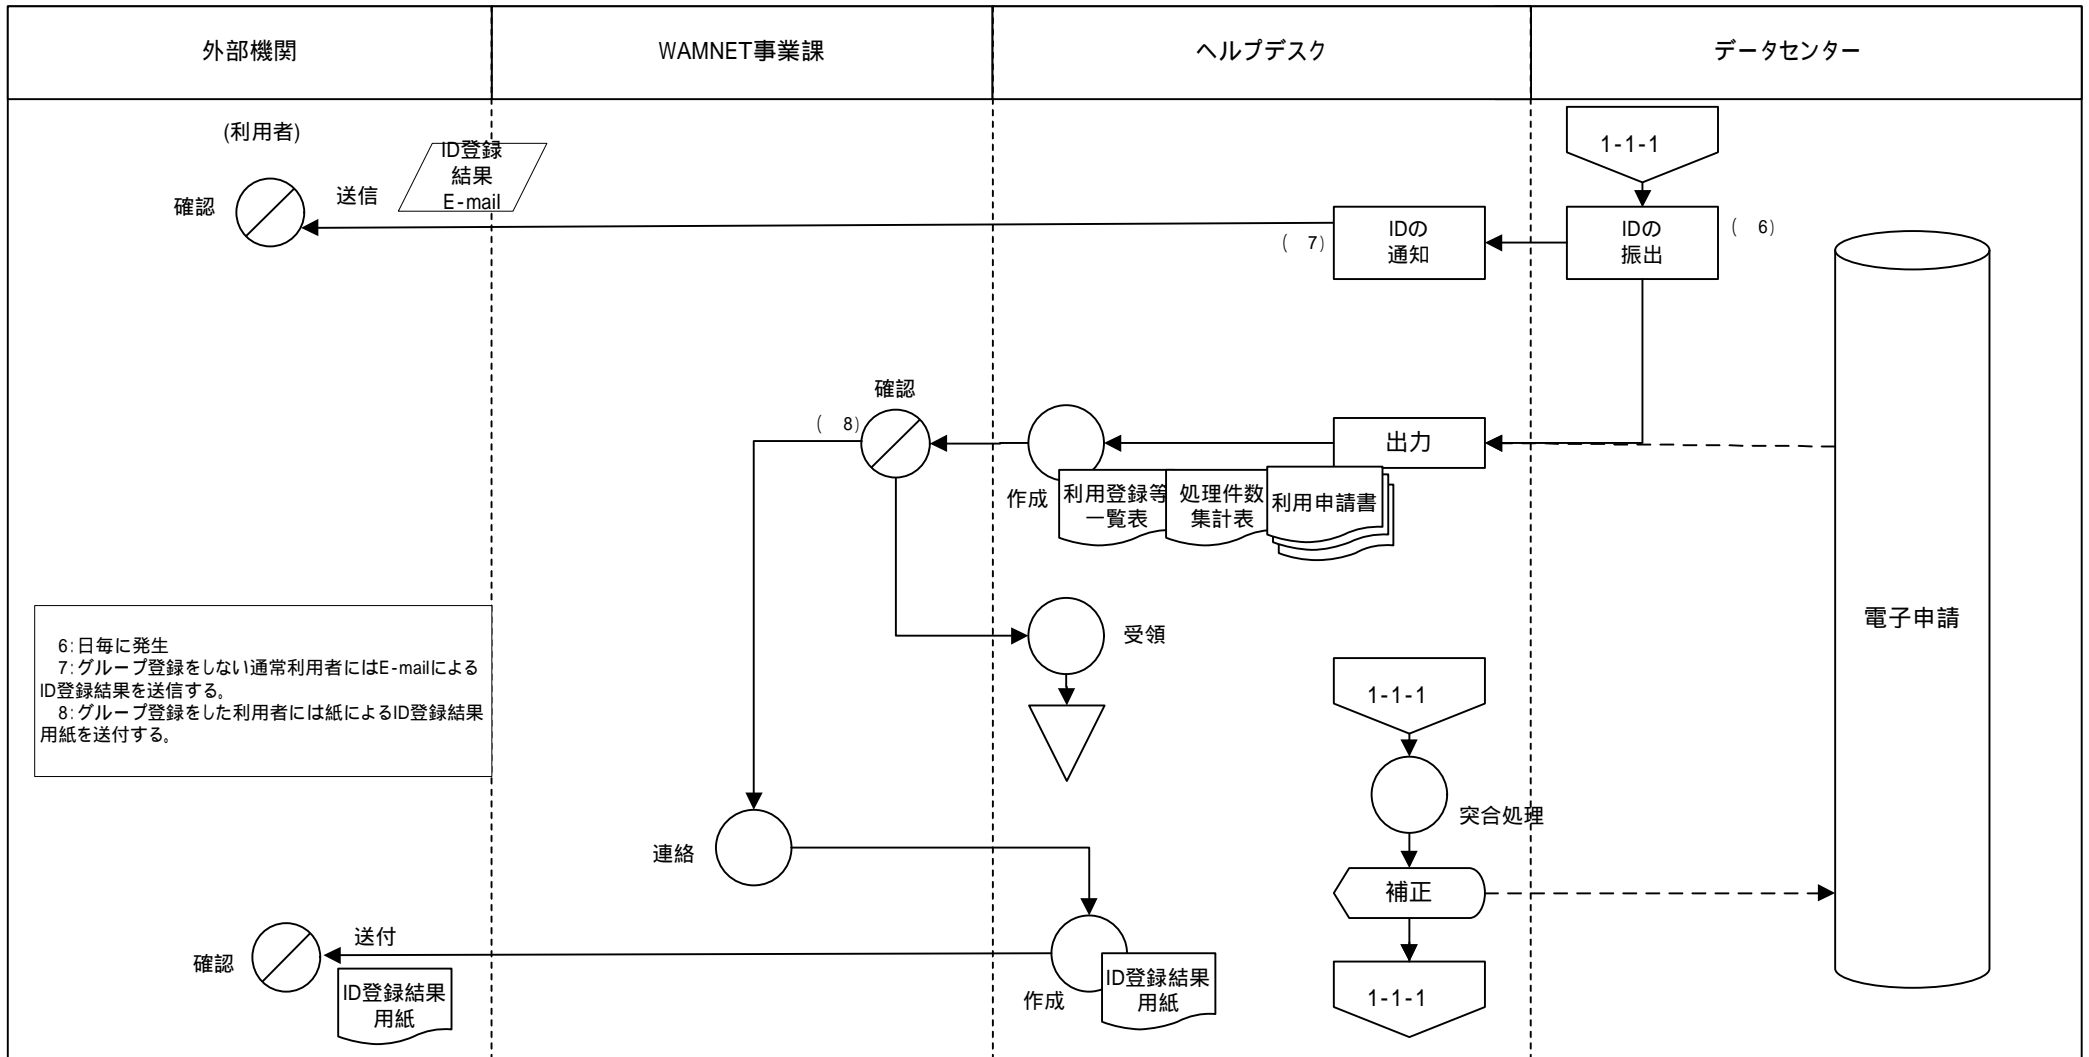 外部機関
WAMNET事業課
ヘルプデスク
データセンター
(利用者)
ID登録
結果
E-mail
送信
確認
1-1-1
IDの
通知
( 7)
IDの
振出
( 6)
確認
( 8)
出力
作成
利用登録等
一覧表
処理件数
集計表
利用申請書
電子申請
受領
6:日毎に発生
7:グループ登録をしない通常利用者にはE-mailによる
ID登録結果を送信する。
8:グループ登録をした利用者には紙によるID登録結果
用紙を送付する。
1-1-1
突合処理
連絡
補正
送付
確認
ID登録結果
用紙
作成
ID登録結果
用紙
1-1-1